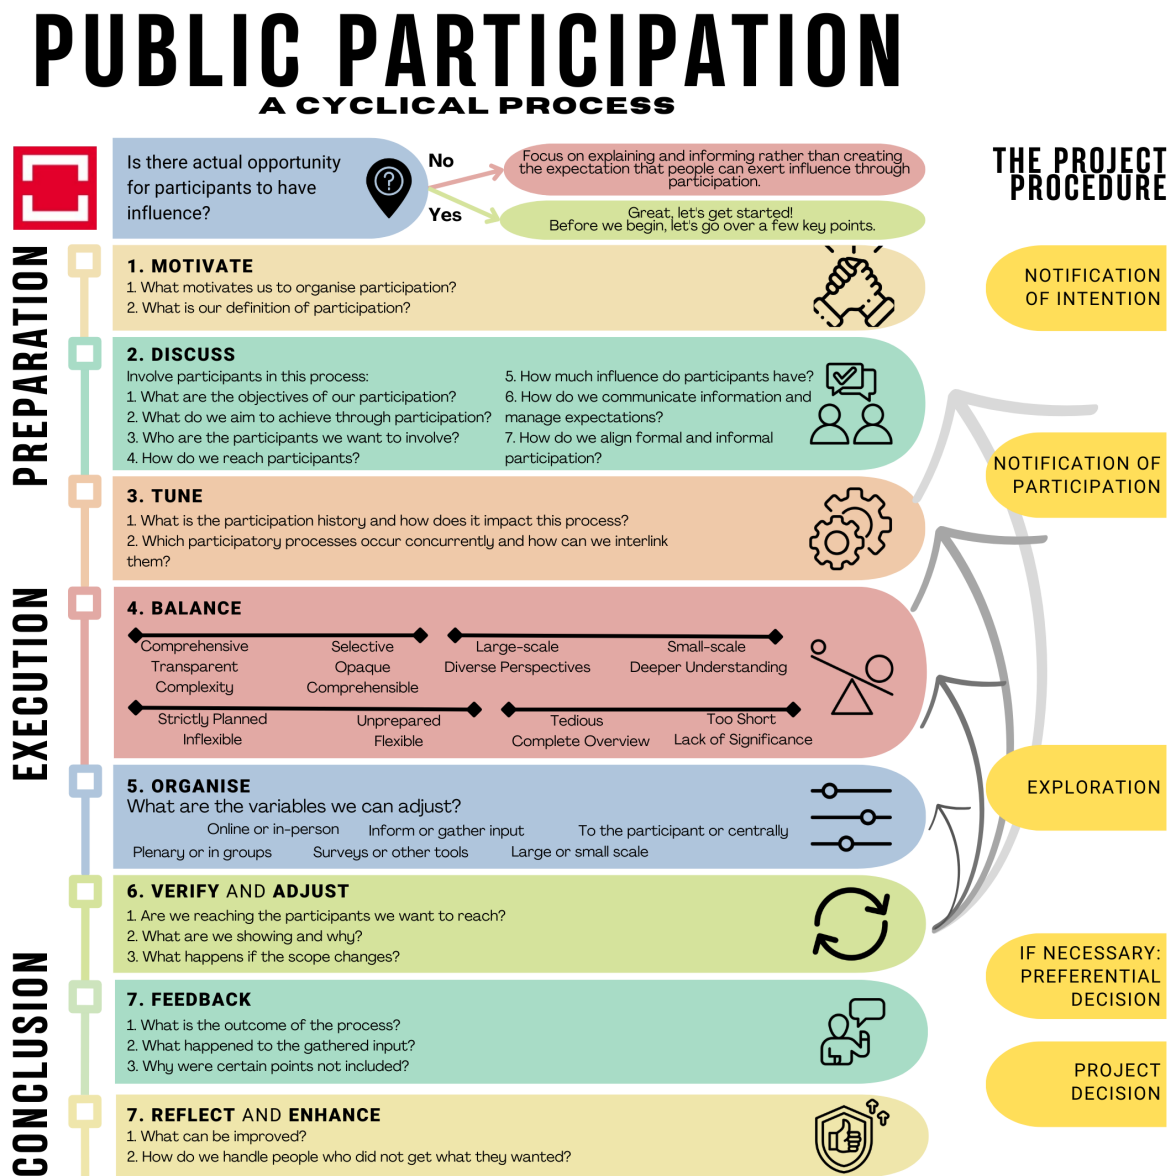 PUBLIC PARTICIPATION
A CYCLICAL PROCESS
Is there actual opportunity
for participants to have
influence?
No
Yes
Focus on explaining and informing rather than creating
the expectation that people can exert influence through
participation.
Great, let's get started!
Before we begin, let's go over a few key points.
THE PROJECT
PROCEDURE
PREPARATION
1. MOTIVATE
1. What motivates us to organise participation?
2. What is our definition of participation?
NOTIFICATION
OF INTENTION
2. DISCUSS
Involve participants in this process:
1. What are the objectives of our participation?
2. What do we aim to achieve through participation?
3. Who are the participants we want to involve?
4. How do we reach participants?
5. How much influence do participants have?
6. How do we communicate information and
manage expectations?
7. How do we align formal and informal
participation?
NOTIFICATION OF
PARTICIPATION
3. TUNE
1. What is the participation history and how does it impact this process?
2. Which participatory processes occur concurrently and how can we interlink
them?
EXECUTION
4. BALANCE
Comprehensive
Transparent
Complexity
Selective
Opaque
Comprehensible
Large-scale
Diverse Perspectives
Small-scale
Deeper Understanding
Strictly Planned
Inflexible
Unprepared
Flexible
Tedious
Complete Overview
Too Short
Lack of Significance
EXPLORATION
5. ORGANISE
What are the variables we can adjust?
Online or in-person
Inform or gather input
To the participant or centrally
Plenary or in groups
Surveys or other tools
Large or small scale
6. VERIFY AND ADJUST
1. Are we reaching the participants we want to reach?
2. What are we showing and why?
3. What happens if the scope changes?
IF NECESSARY:
PREFERENTIAL
DECISION
CONCLUSION
7. FEEDBACK
1. What is the outcome of the process?
2. What happened to the gathered input?
3. Why were certain points not included?
PROJECT
DECISION
7. REFLECT AND ENHANCE
1. What can be improved?
2. How do we handle people who did not get what they wanted?